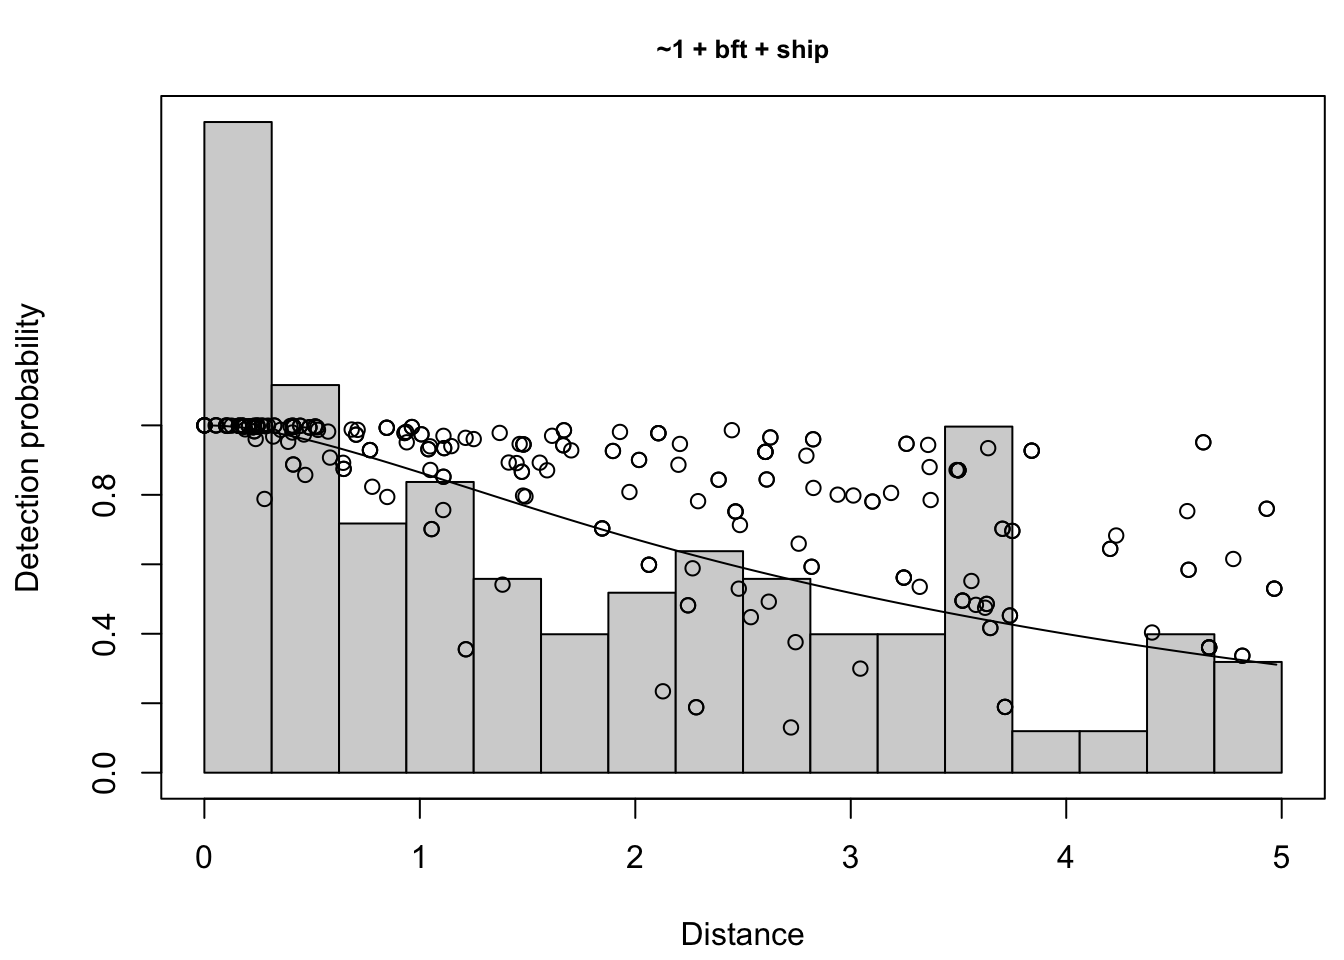 ~1 + bft + ship
Detection probability
0.8
0.4
0.0
0 1 2 3 4 5
Distance